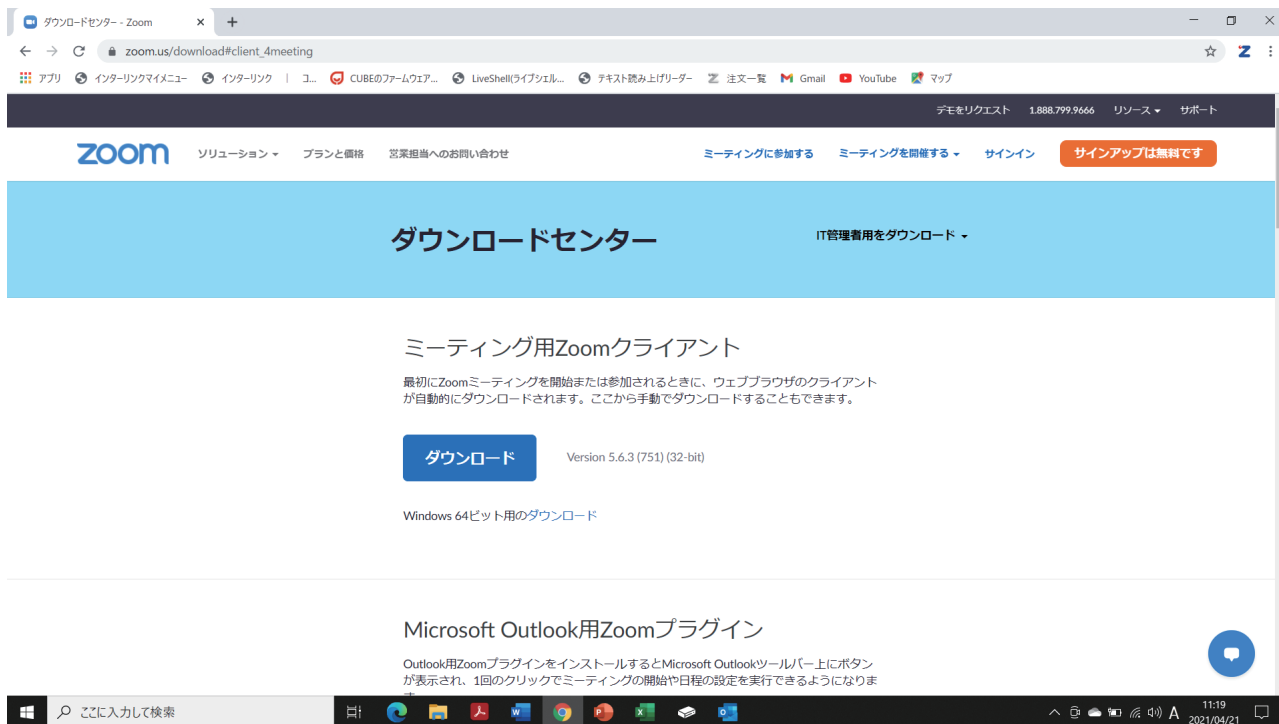 ダウンロードセンター - Zoom
zoom.us/download#client_4meeting
アプリ インターリンクマイメニュー インターリンク コ... CUBEのファームウェア... LiveShell(ライブシェル... テキスト読み上げリーダー 注文一覧 Gmail YouTube マップ
デモをリクエスト 1.888.799.9666 リソース サポート
zoom ソリューション プランと価格 営業担当へのお問い合わせ ミーティングに参加する ミーティングを開催する サインイン サインアップは無料です
ダウンロードセンター IT管理者用をダウンロード
ミーティング用Zoomクライアント
最初にZoomミーティングを開始または参加されるときに、ウェブブラウザのクライアント
が自動的にダウンロードされます。ここから手動でダウンロードすることもできます。
ダウンロード Version 5.6.3 (751) (32-bit)
Windows 64ビット用のダウンロード
Microsoft Outlook用Zoomプラグイン
Outlook用ZoomプラグインをインストールするとMicrosoft Outlookツールバー上にボタン
が表示され、1回のクリックでミーティングの開始や日程の設定を実行できるようになりま
ここに入力して検索 A 11:19
2021/04/21